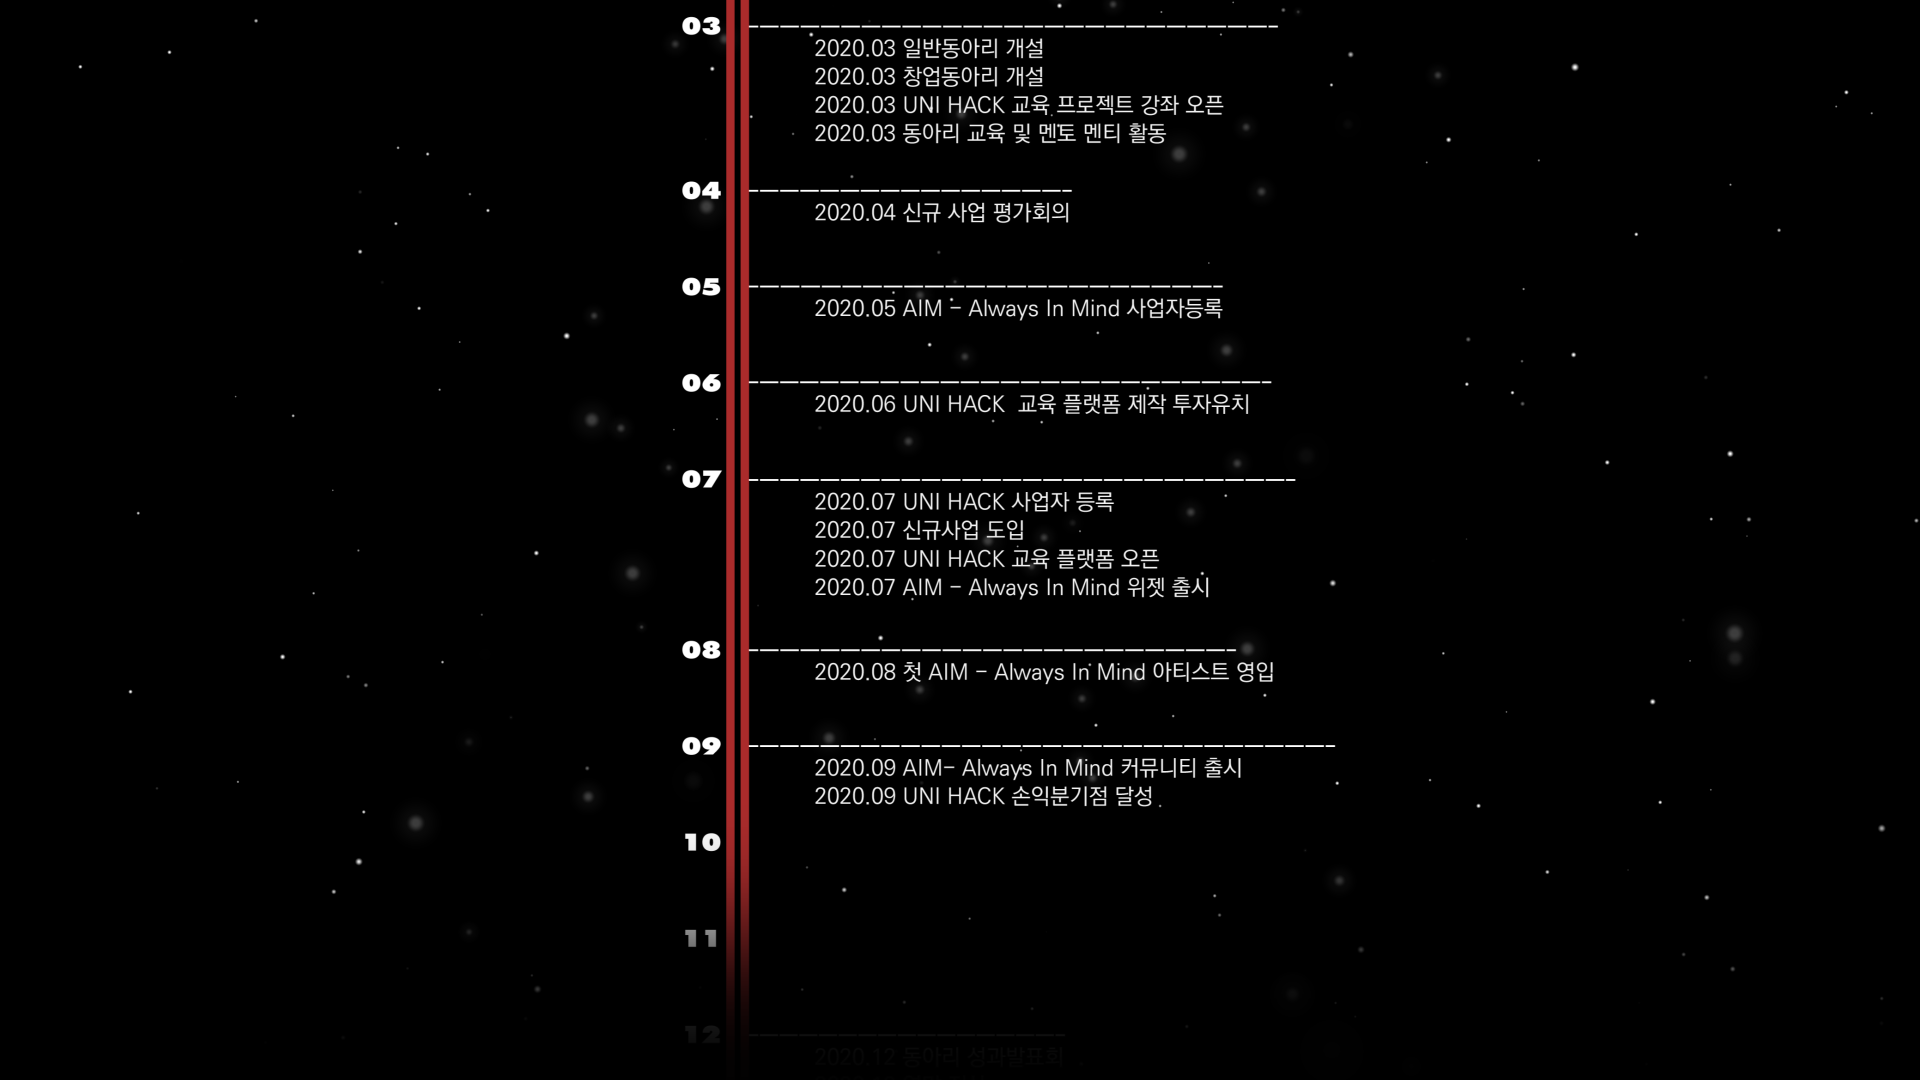 03
2020.03 일반동아리 개설
2020.03 창업동아리 개설
2020.03 UNI HACK 교육 프로젝트 강좌 오픈
2020.03 동아리 교육 및 멘토 멘티 활동
04
2020.04 신규 사업 평가회의
05
2020.05 AIM - Always In Mind 사업자등록
06
2020.06 UNI HACK  교육 플랫폼 제작 투자유치
07
2020.07 UNI HACK 사업자 등록
2020.07 신규사업 도입
2020.07 UNI HACK 교육 플랫폼 오픈
2020.07 AIM - Always In Mind 위젯 출시
08
2020.08 첫 AIM - Always In Mind 아티스트 영입
09
2020.09 AIM- Always In Mind 커뮤니티 출시
2020.09 UNI HACK 손익분기점 달성
10
11
12
2020.12 동아리 성과발표회